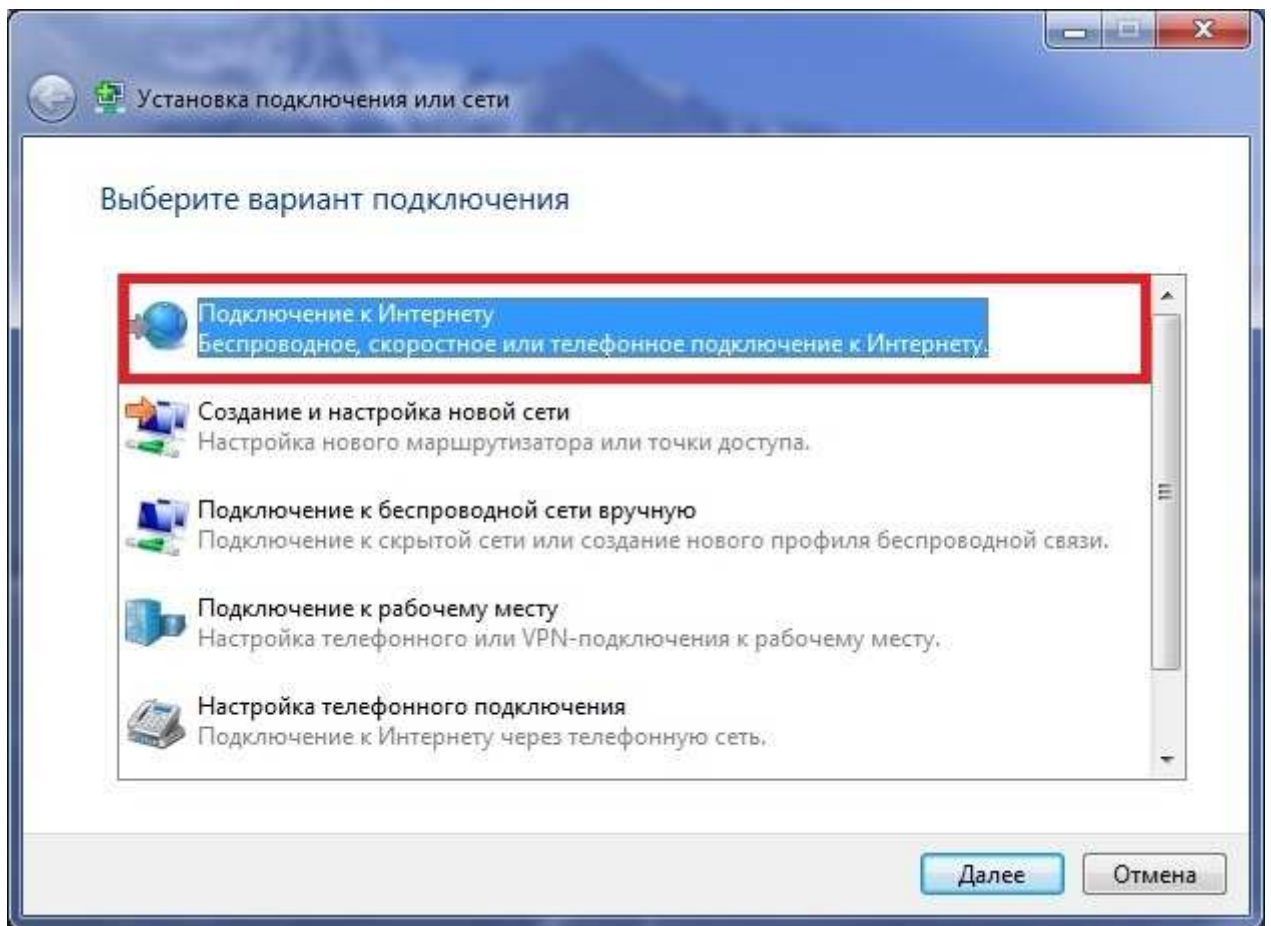 Установка подключения или сети
Выберите вариант подключения
Подключение к Интернету
Беспроводное, скоростное или телефонное подключение к Интернету.
Создание и настройка новой сети
Настройка нового маршрутизатора или точки доступа.
Подключение к беспроводной сети вручную
Подключение к скрытой сети или создание нового профиля беспроводной связи.
Подключение к рабочему месту
Настройка телефонного или VPN-подключения к рабочему месту.
Настройка телефонного подключения
Подключение к Интернету через телефонную сеть.
Далее
Отмена